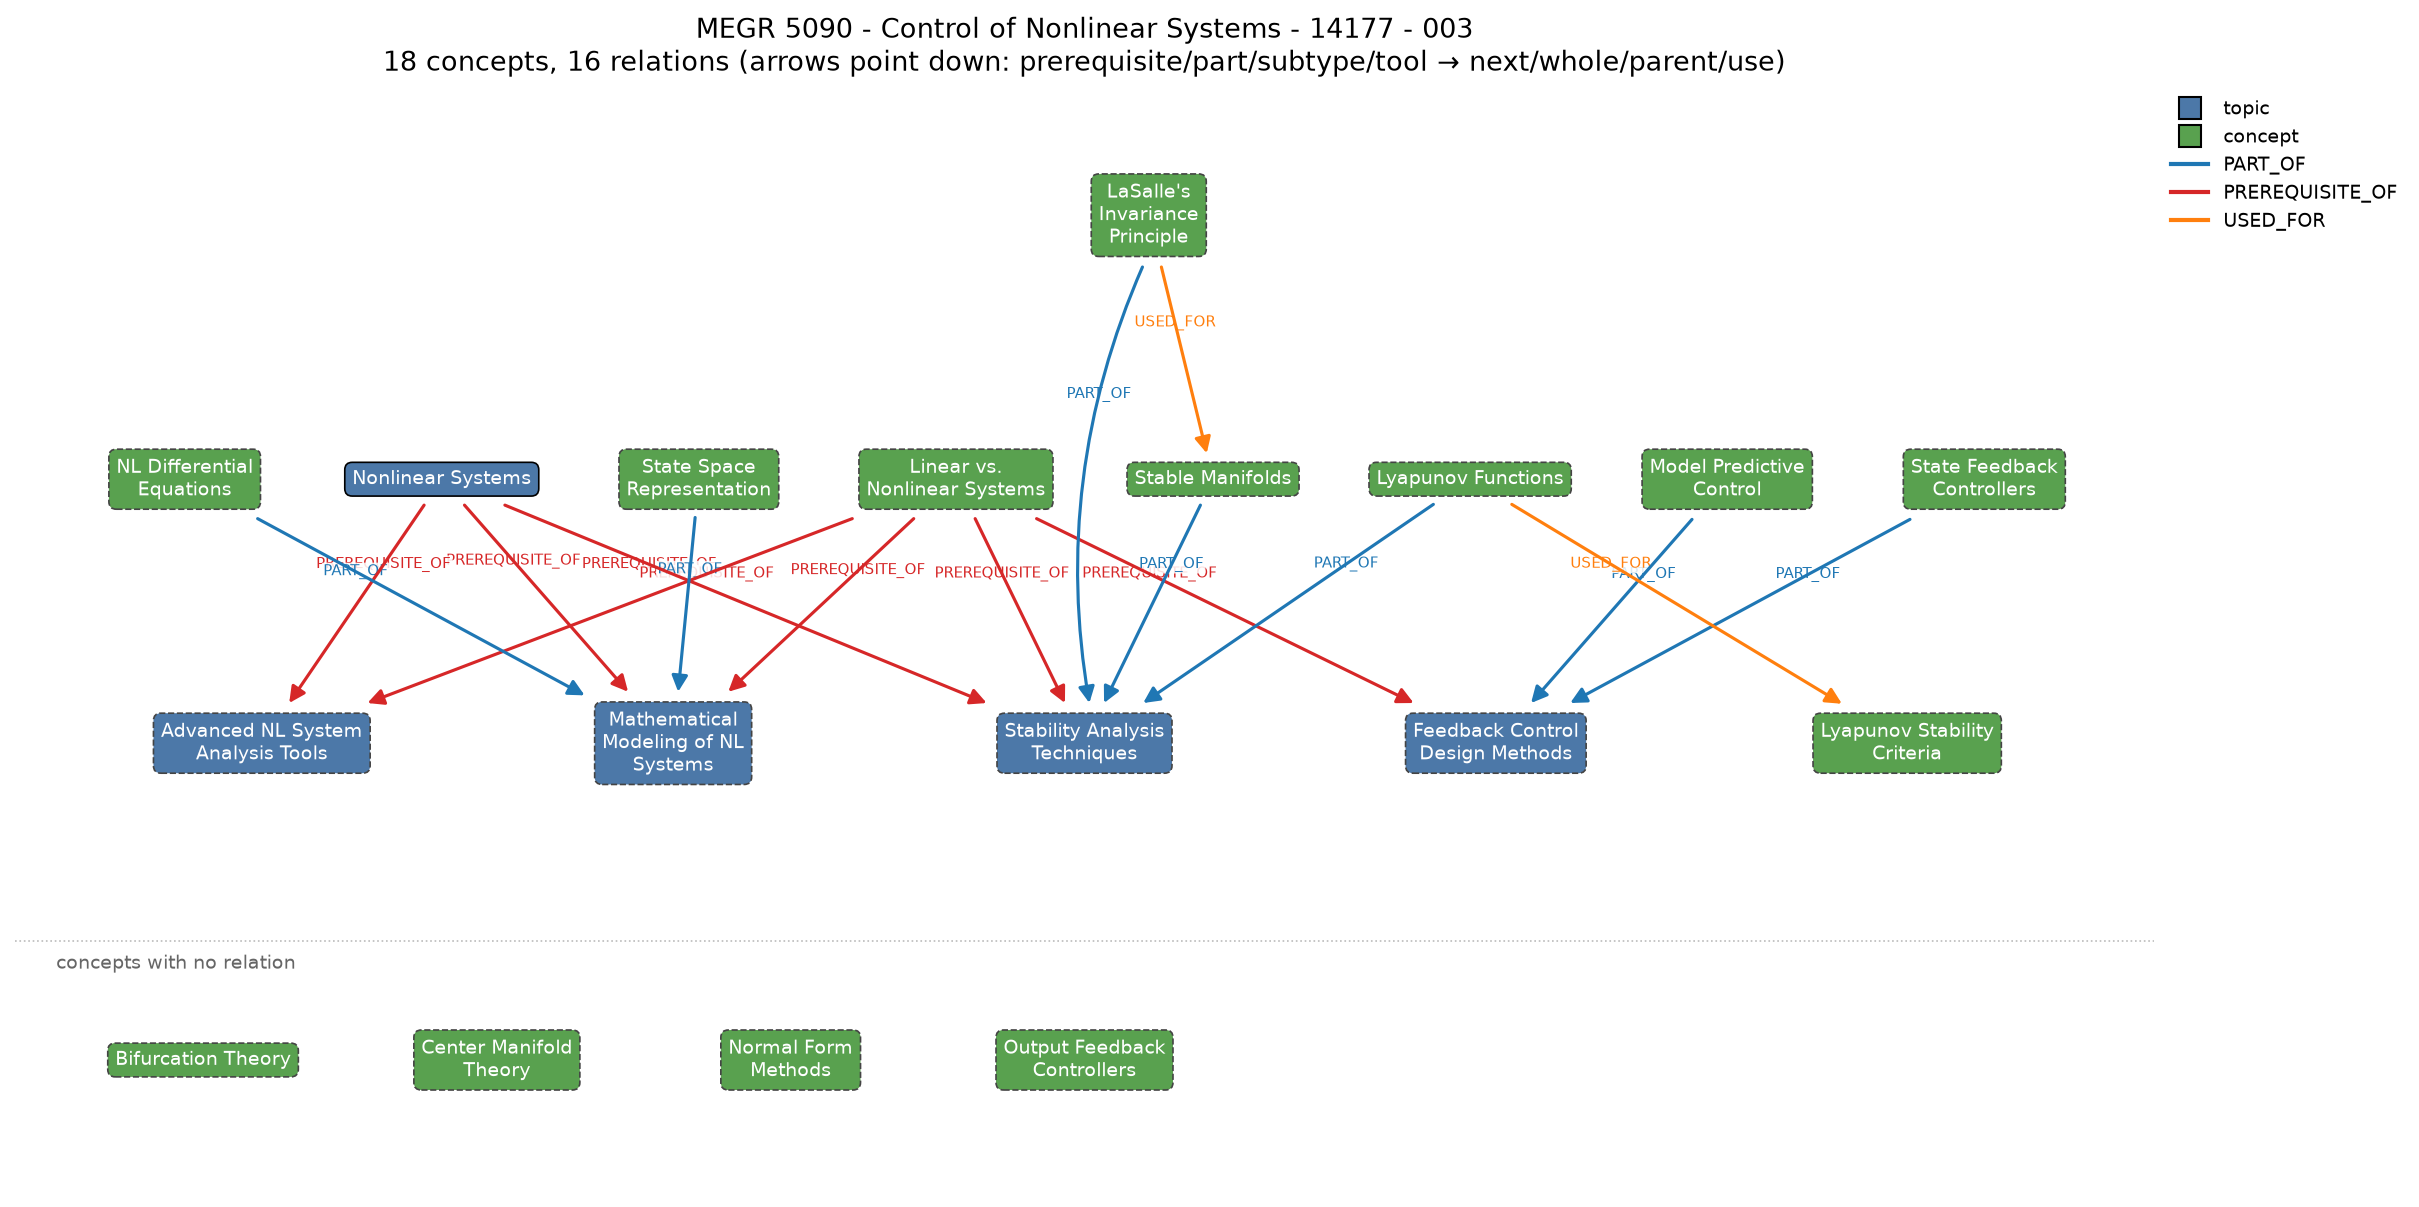 MEGR 5090 - Control of Nonlinear Systems - 14177 - 003
18 concepts, 16 relations (arrows point down: prerequisite/part/subtype/tool → next/whole/parent/use)
topic
concept
PART_OF
PREREQUISITE_OF
USED_FOR
LaSalle's
Invariance
Principle
USED_FOR
PART_OF
NL Differential
Equations
Nonlinear Systems
State Space
Representation
Linear vs.
Nonlinear Systems
Stable Manifolds
Lyapunov Functions
Model Predictive
Control
State Feedback
Controllers
PREREQUISITE_OF
PART_OF
PREREQUISITE_OF
PREREQUISITE_OF
PART_OF
PREREQUISITE_OF
PREREQUISITE_OF
PREREQUISITE_OF
PREREQUISITE_OF
PART_OF
PART_OF
USED_FOR
PART_OF
PART_OF
Advanced NL System
Analysis Tools
Mathematical
Modeling of NL
Systems
Stability Analysis
Techniques
Feedback Control
Design Methods
Lyapunov Stability
Criteria
concepts with no relation
Bifurcation Theory
Center Manifold
Theory
Normal Form
Methods
Output Feedback
Controllers